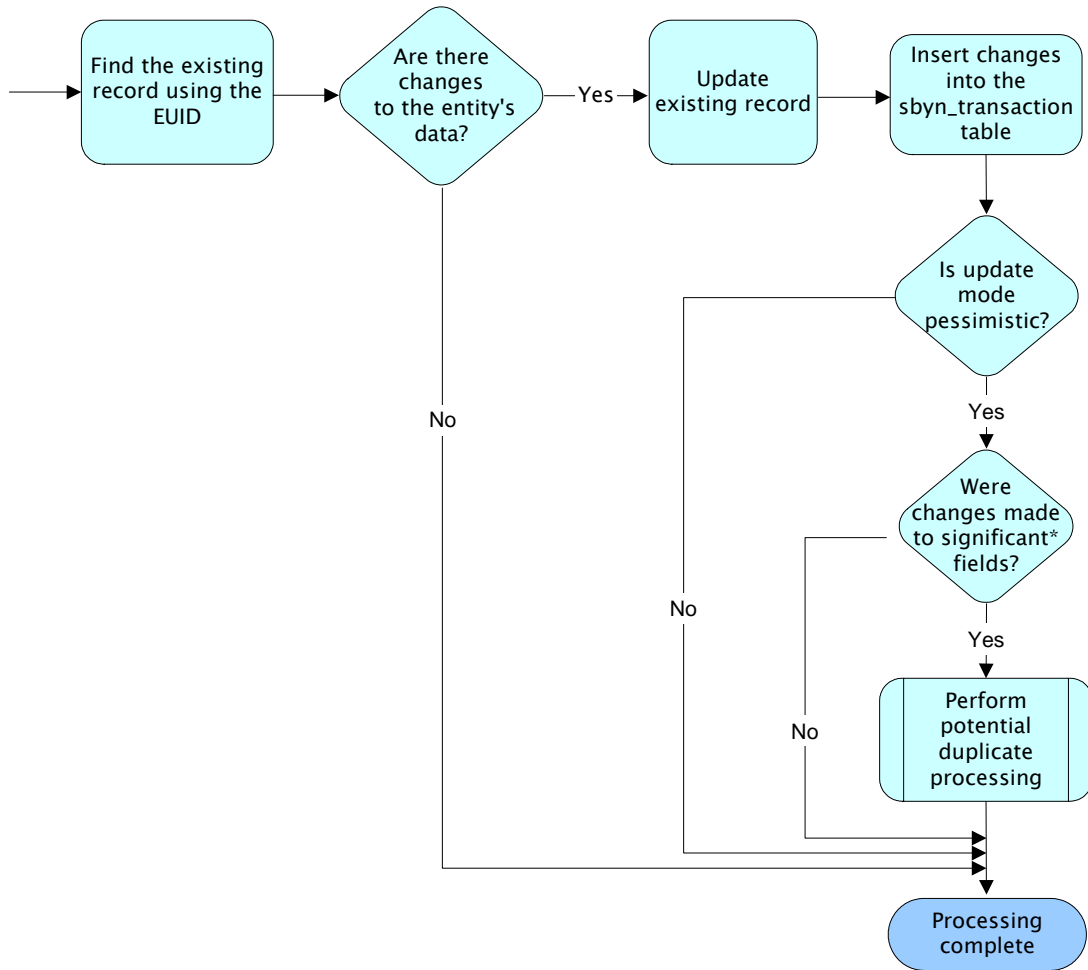 Find the existing
record using the
EUID
Are there
changes
to the entity's
data?
Yes
Update
existing record
Insert changes
into the
sbyn_transaction
table
Is update
mode
pessimistic?
No
Yes
Were
changes made
to significant*
fields?
No
Yes
Perform
potential
duplicate
processing
No
Processing
complete